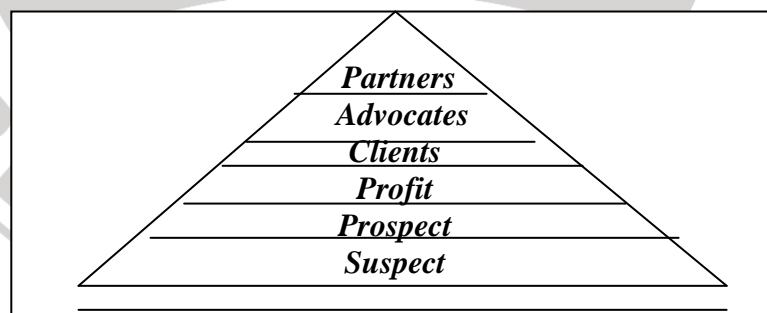 Partners
Advocates
Clients
Profit
Prospect
Suspect